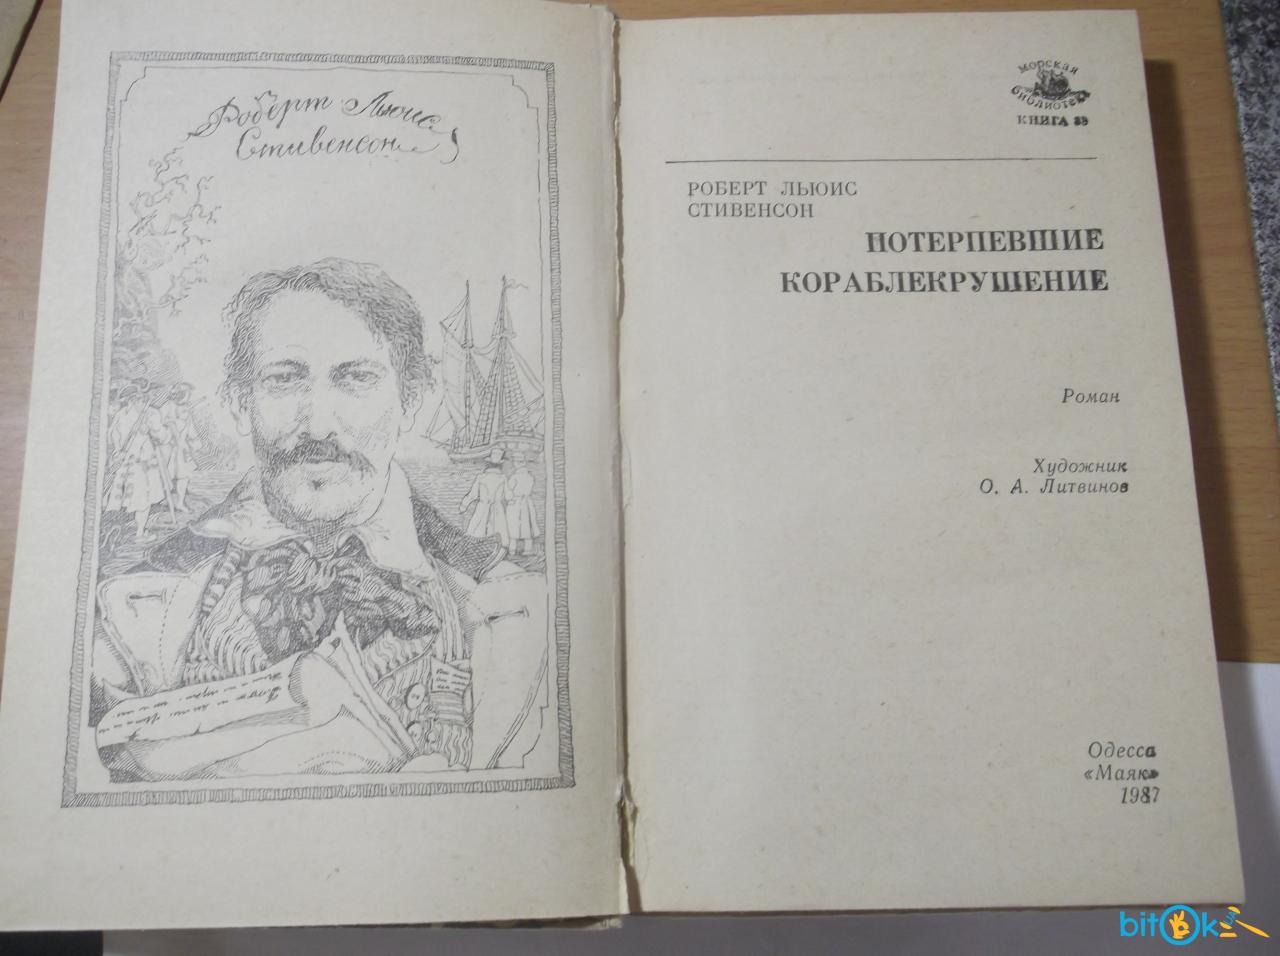 Роберт Льюис
Стивенсон
морская
библиотека
КНИГА 39
РОБЕРТ ЛЬЮИС
СТИВЕНСОН
ПОТЕРПЕВШИЕ
КОРАБЛЕКРУШЕНИЕ
Роман
Художник
О. А. Литвинов
Одесса
«Маяк»
1987
bitok.ua